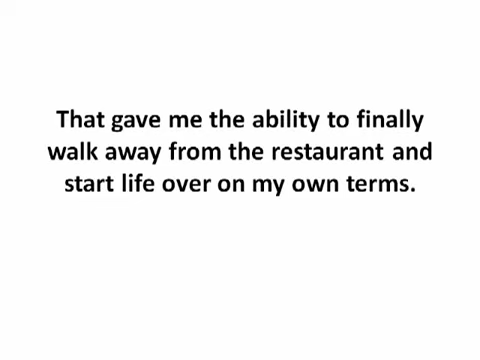 That gave me the ability to finally
walk away from the restaurant and
start life over on my own terms.